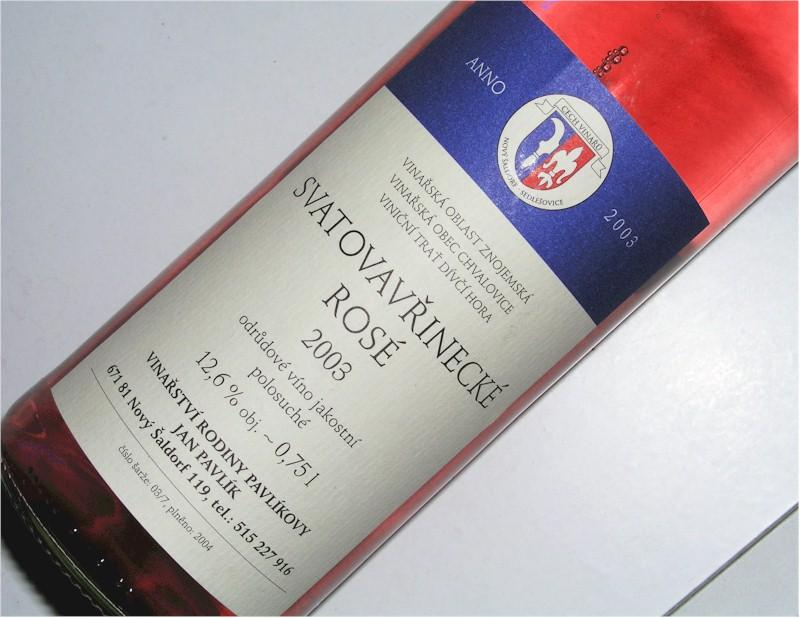 ANNO
CECH VINAŘŮ
NOVÝ ŠALDORF - SEDLEŠOVICE
2003
VINAŘSKÁ OBLAST ZNOJEMSKÁ
VINAŘSKÁ OBEC CHVALOVICE
VINIČNÍ TRAŤ DÍVČÍ HORA
SVATOVAVŘINECKÉ
ROSÉ
2003
odrůdové víno jakostní
polosuché
12,6 % obj. ~ 0,75 l
VINAŘSTVÍ RODINY PAVLÍKOVY
JAN PAVLÍK
671 81 Nový Šaldorf 119, tel.: 515 227 916
číslo šarže: 03/7, plněno: 2004